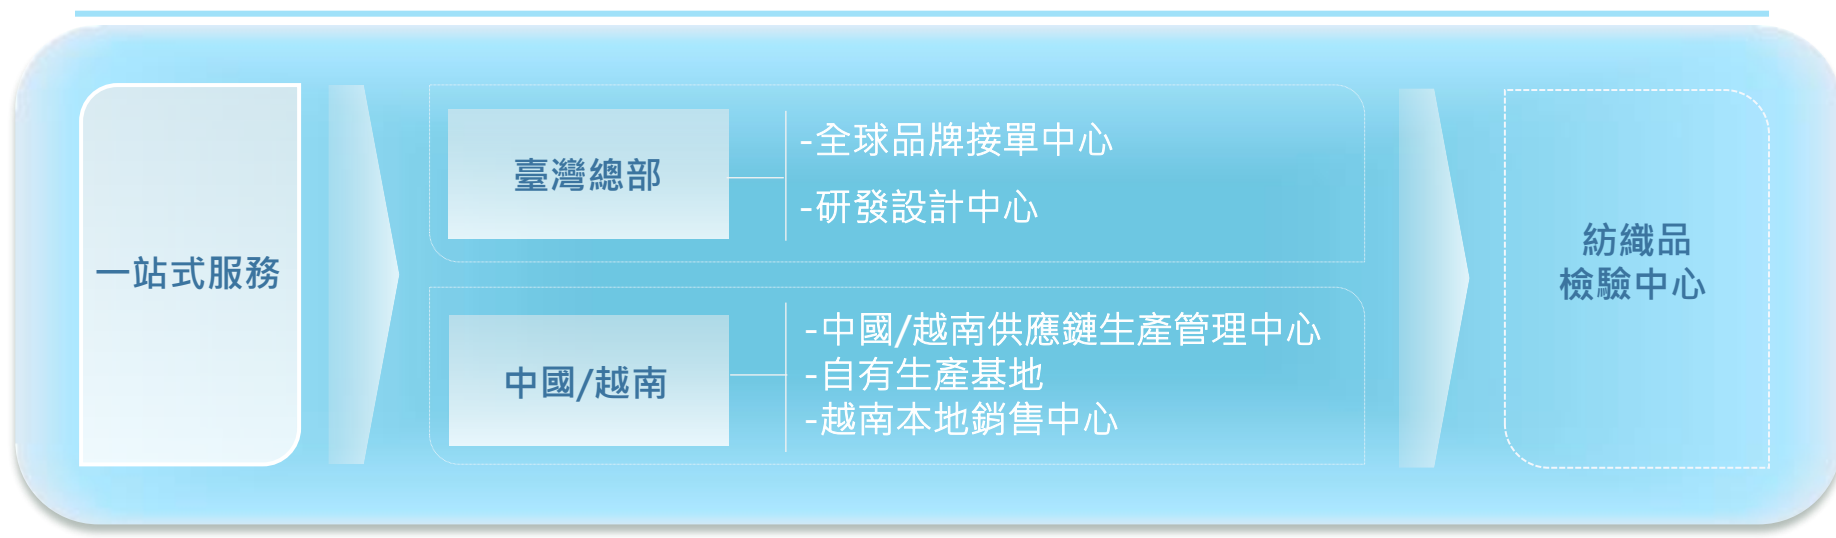 一站式服務
臺灣總部
-全球品牌接單中心
-研發設計中心
中國/越南
-中國/越南供應鏈生產管理中心
-自有生產基地
-越南本地銷售中心
紡織品
檢驗中心